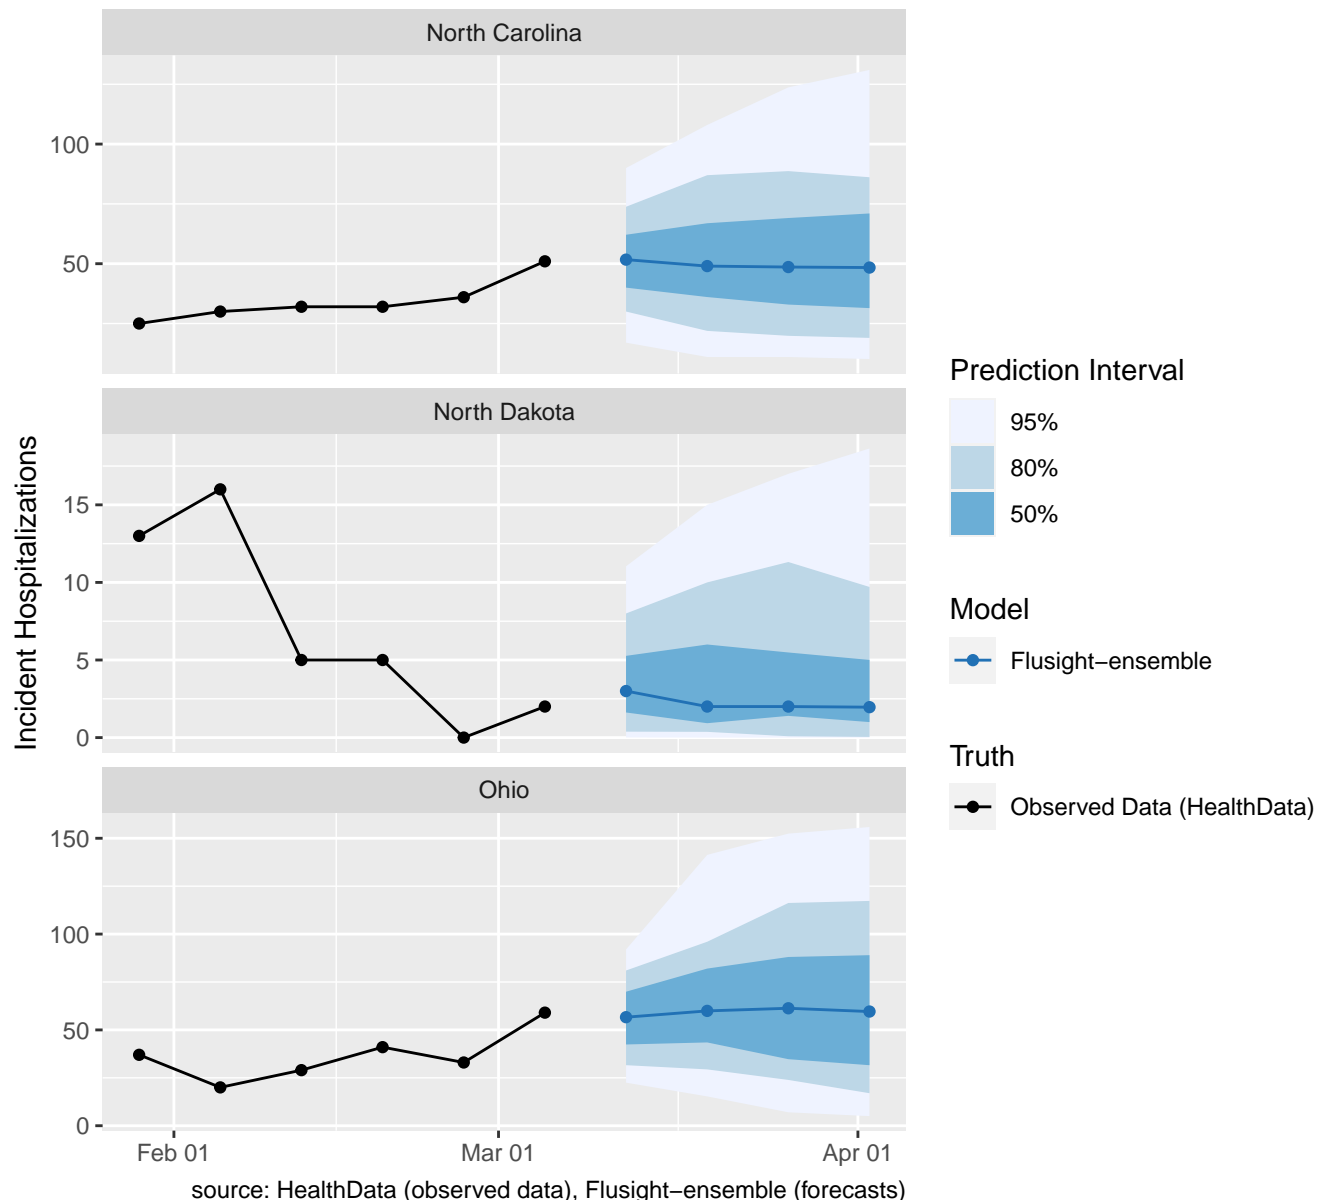 North Carolina
100
50
North Dakota
15
10
5
0
Ohio
150
100
50
0
Feb 01 Mar 01 Apr 01
Incident Hospitalizations
source: HealthData (observed data), Flusight−ensemble (forecasts)
Prediction Interval
95%
80%
50%
Model
Flusight−ensemble
Truth
Observed Data (HealthData)